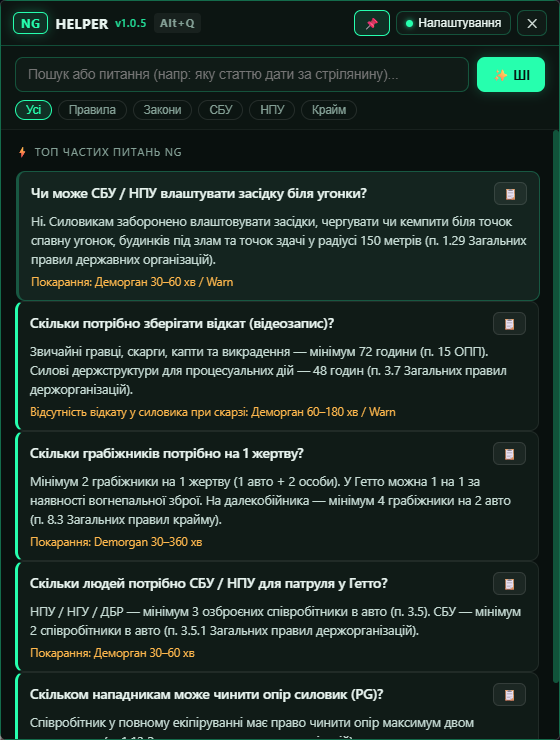 NG HELPER v1.0.5 Alt+Q Налаштування
Пошук або питання (напр: яку статтю дати за стрілянину)...
ШІ
Усі Правила Закони СБУ НПУ Крайм
ТОП ЧАСТИХ ПИТАНЬ NG
Чи може СБУ / НПУ влаштувати засідку біля угонки?
Ні. Силовикам заборонено влаштовувати засідки, чергувати чи кемпити біля точок
спавну угонок, будинків під злам та точок здачі у радіусі 150 метрів (п. 1.29 Загальних
правил державних організацій).
Покарання: Деморган 30–60 хв / Warn
Скільки потрібно зберігати відкат (відеозапис)?
Звичайні гравці, скарги, капти та викрадення — мінімум 72 години (п. 15 ОПП).
Силові держструктури для процесуальних дій — 48 годин (п. 3.7 Загальних правил
держорганізацій).
Відсутність відкату у силовика при скарзі: Деморган 60–180 хв / Warn
Скільки грабіжників потрібно на 1 жертву?
Мінімум 2 грабіжники на 1 жертву (1 авто + 2 особи). У Гетто можна 1 на 1 за
наявності вогнепальної зброї. На далекобійника — мінімум 4 грабіжники на 2 авто
(п. 8.3 Загальних правил крайму).
Покарання: Demorgan 30–360 хв
Скільки людей потрібно СБУ / НПУ для патруля у Гетто?
НПУ / НГУ / ДБР — мінімум 3 озброєних співробітники в авто (п. 3.5). СБУ — мінімум
2 співробітники в авто (п. 3.5.1 Загальних правил держорганізацій).
Покарання: Деморган 30–60 хв
Скільком нападникам може чинити опір силовик (PG)?
Співробітник у повному екіпіруванні має право чинити опір максимум двом